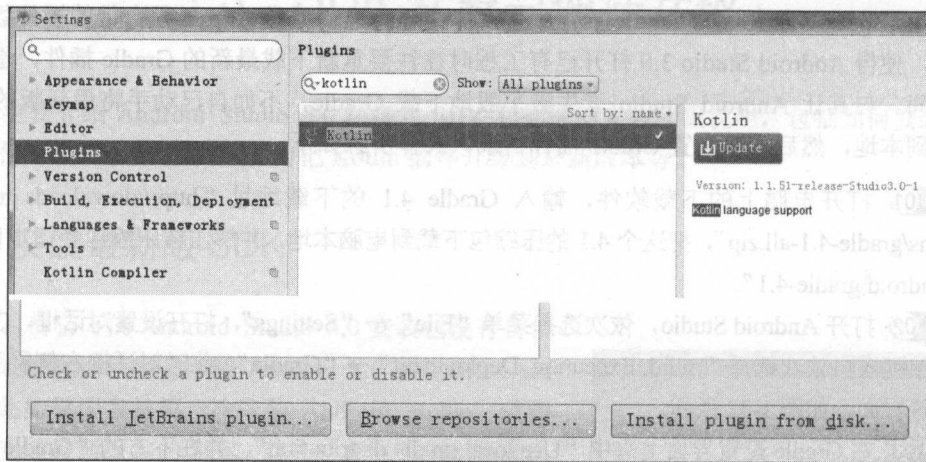 Settings
Appearance & Behavior
Keymap
Editor
Plugins
Version Control
Build, Execution, Deployment
Languages & Frameworks
Tools
Kotlin Compiler
Plugins
kotlin
Show: All plugins
Sort by: name
Kotlin
Kotlin
Update
Version: 1.1.51-release-Studio3.0-1
Kotlin language support
Check or uncheck a plugin to enable or disable it.
Install JetBrains plugin...
Browse repositories...
Install plugin from disk...